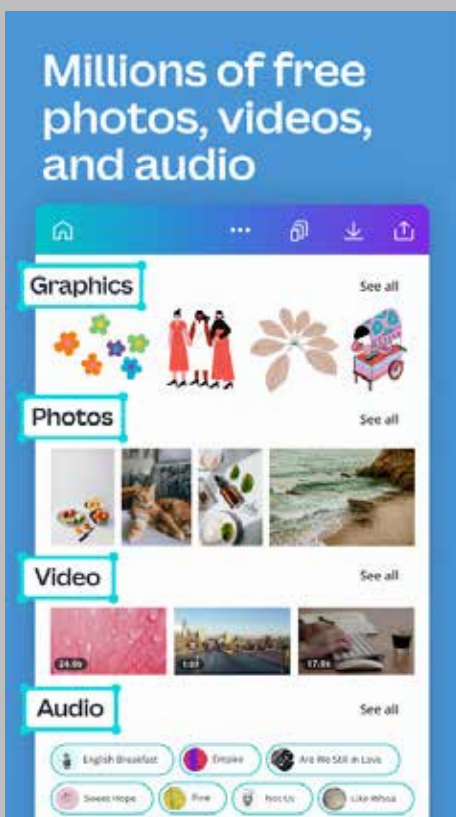 Millions of free
photos, videos,
and audio
Graphics
See all
Photos
See all
Video
See all
24.0s
1:07
17.0s
Audio
See all
English Breakfast
Empire
Are We Still in Love
Sweet Hope
Fine
Not Us
Like Whoa